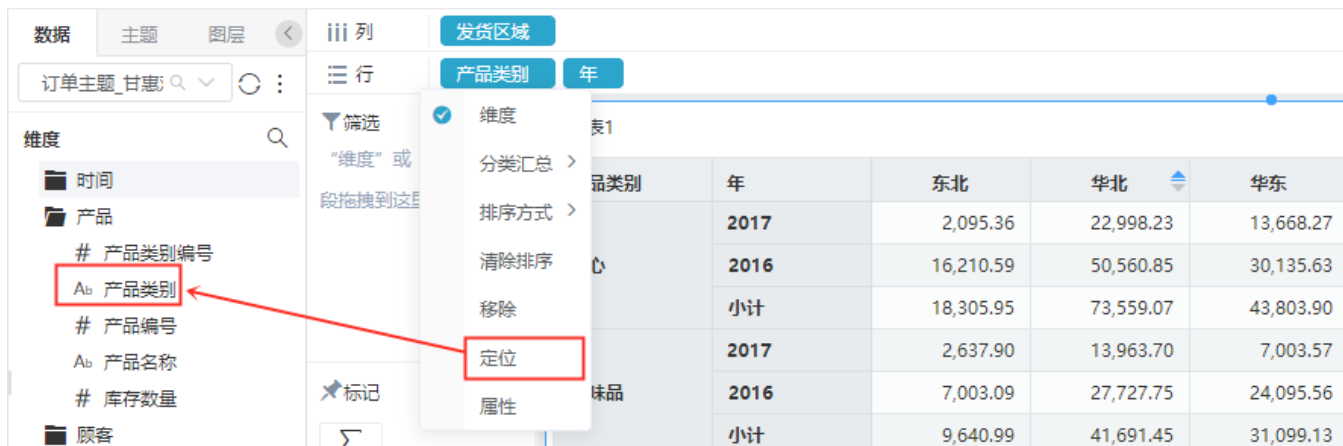 数据 主题 图层
列 发货区域
订单主题_甘惠
行 产品类别 年
维度
时间
产品
# 产品类别编号
Ab 产品类别
# 产品编号
Ab 产品名称
# 库存数量
顾客
筛选
“维度”或
段拖拽到这里
标记
Σ
维度
分类汇总
排序方式
清除排序
移除
定位
属性
表1
品类别 年 东北 华北 华东
2017 2,095.36 22,998.23 13,668.27
心 2016 16,210.59 50,560.85 30,135.63
小计 18,305.95 73,559.07 43,803.90
2017 2,637.90 13,963.70 7,003.57
味品 2016 7,003.09 27,727.75 24,095.56
小计 9,640.99 41,691.45 31,099.13